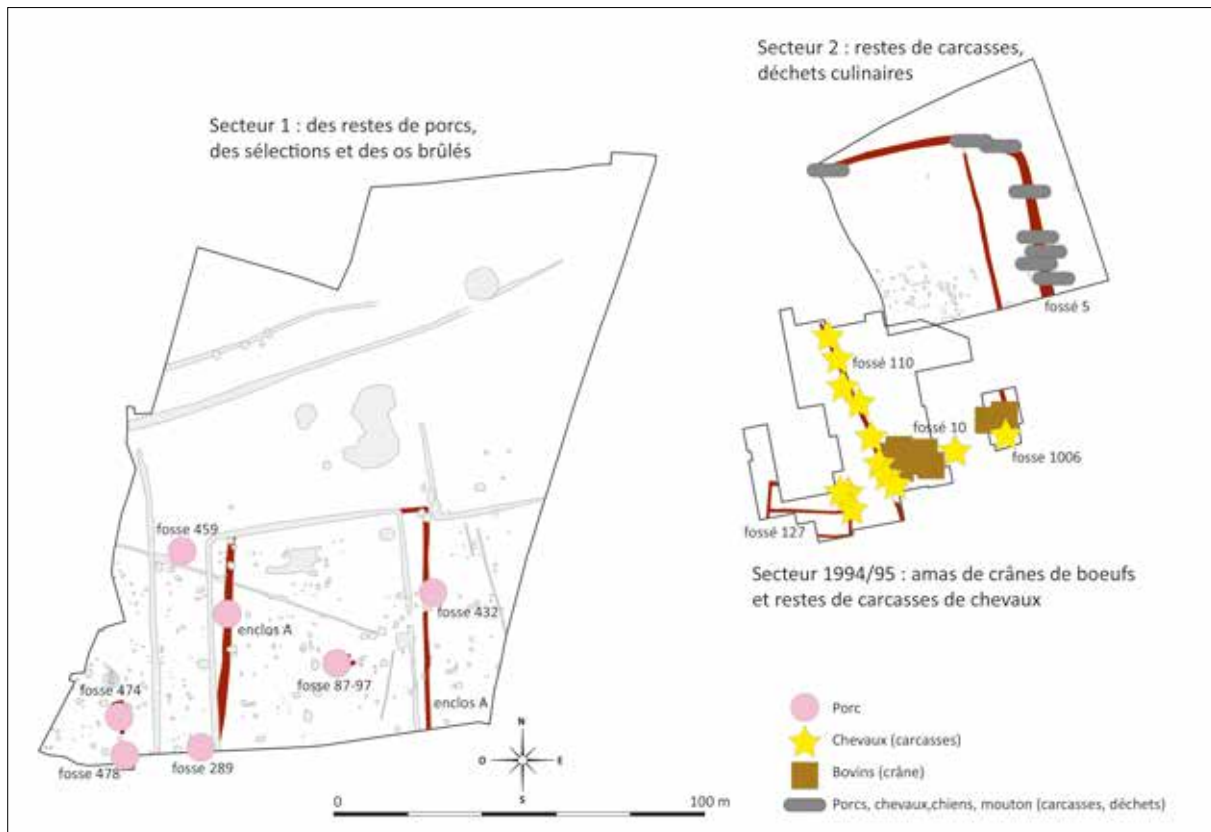 Secteur 2 : restes de carcasses,
déchets culinaires
Secteur 1 : des restes de porcs,
des sélections et des os brûlés
fossé 5
fossé 110
fossé 10
fosse 1006
fossé 127
Secteur 1994/95 : amas de crânes de boeufs
et restes de carcasses de chevaux
fosse 459
enclos A
fosse 432
fosse 87-97
fosse 474
enclos A
fosse 478
fosse 289
N
O
E
S
0
100 m
Porc
Chevaux (carcasses)
Bovins (crâne)
Porcs, chevaux,chiens, mouton (carcasses, déchets)